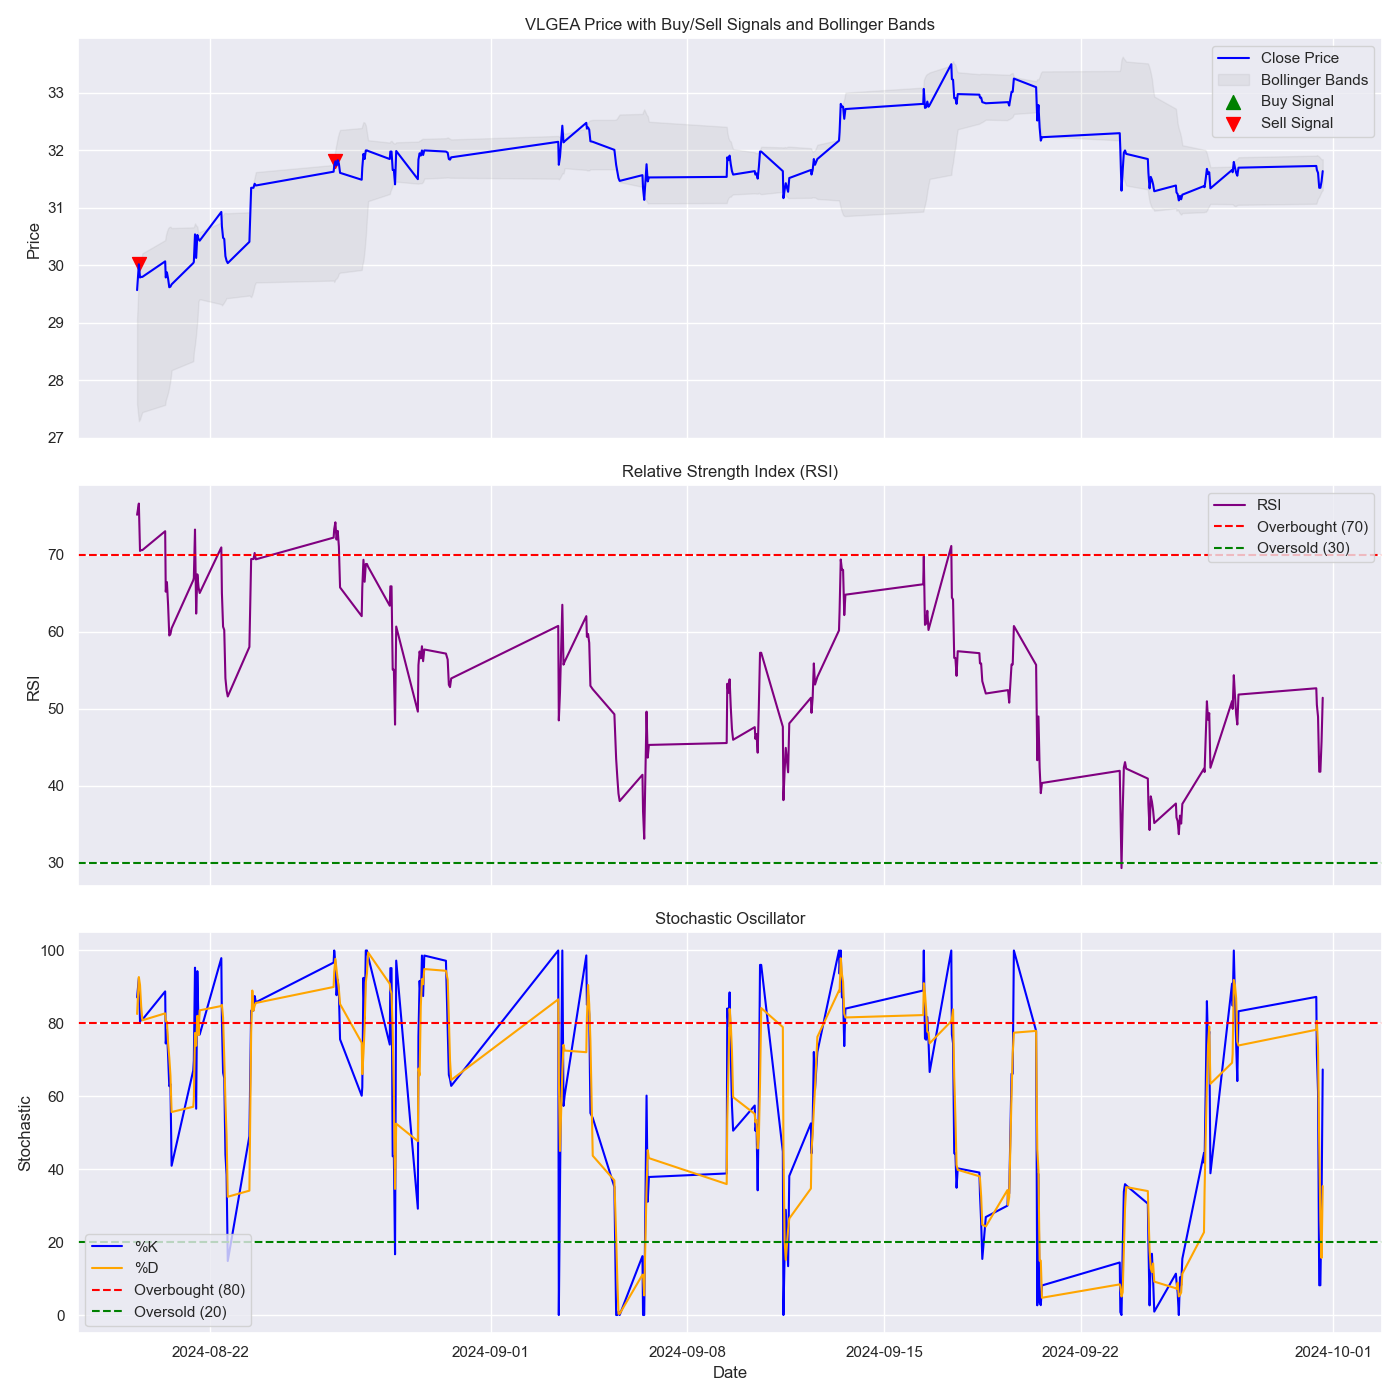 VLGEA Price with Buy/Sell Signals and Bollinger Bands
Close Price
Bollinger Bands
Buy Signal
Sell Signal
33
32
31
30
29
28
27
Price
Relative Strength Index (RSI)
RSI
Overbought (70)
Oversold (30)
70
60
50
40
30
RSI
Stochastic Oscillator
100
80
60
40
20
0
Stochastic
%K
%D
Overbought (80)
Oversold (20)
2024-08-22
2024-09-01
2024-09-08
2024-09-15
2024-09-22
2024-10-01
Date